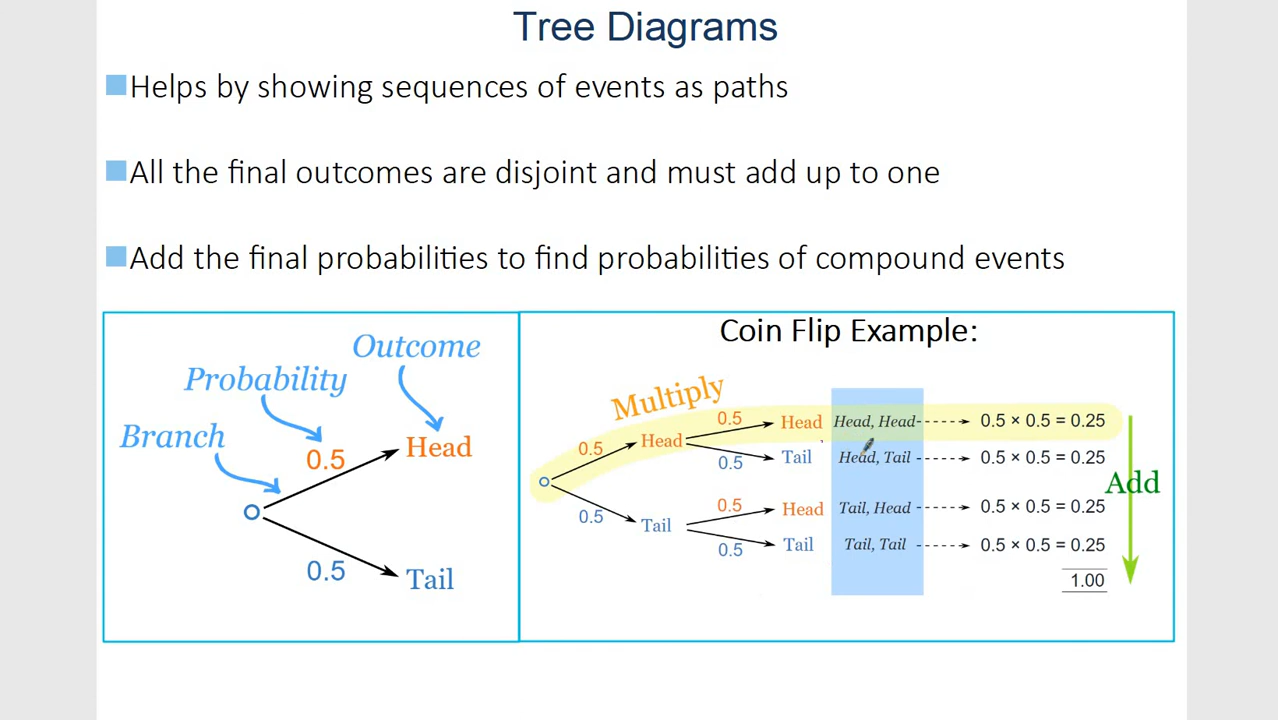 Tree Diagrams
Helps by showing sequences of events as paths
All the final outcomes are disjoint and must add up to one
Add the final probabilities to find probabilities of compound events
Outcome
Probability
Branch
0.5
Head
0.5
Tail
Coin Flip Example:
Multiply
0.5
Head
0.5
Head
Head, Head
0.5 × 0.5 = 0.25
0.5
Tail
Head, Tail
0.5 × 0.5 = 0.25
0.5
Tail
0.5
Head
Tail, Head
0.5 × 0.5 = 0.25
0.5
Tail
Tail, Tail
0.5 × 0.5 = 0.25
Add
1.00